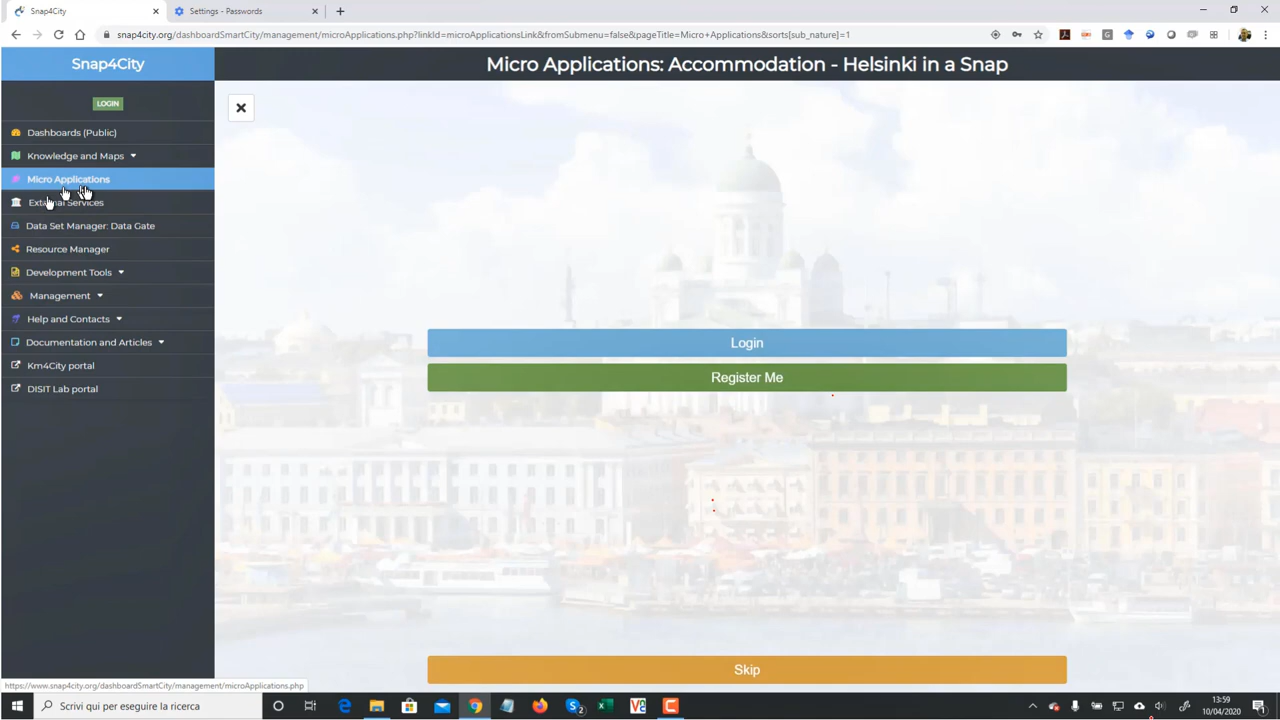 Snap4City
Settings - Passwords
snap4city.org/dashboardSmartCity/management/microApplications.php?linkId=microApplicationsLink&fromSubmenu=false&pageTitle=Micro+Applications&sorts[sub_nature]=1
Snap4City
Micro Applications: Accommodation - Helsinki in a Snap
LOGIN
Dashboards (Public)
Knowledge and Maps
Micro Applications
External Services
Data Set Manager: Data Gate
Resource Manager
Development Tools
Management
Help and Contacts
Documentation and Articles
Km4City portal
DISIT Lab portal
Login
Register Me
Skip
https://www.snap4city.org/dashboardSmartCity/management/microApplications.php
Scrivi qui per eseguire la ricerca
13:59
10/04/2020